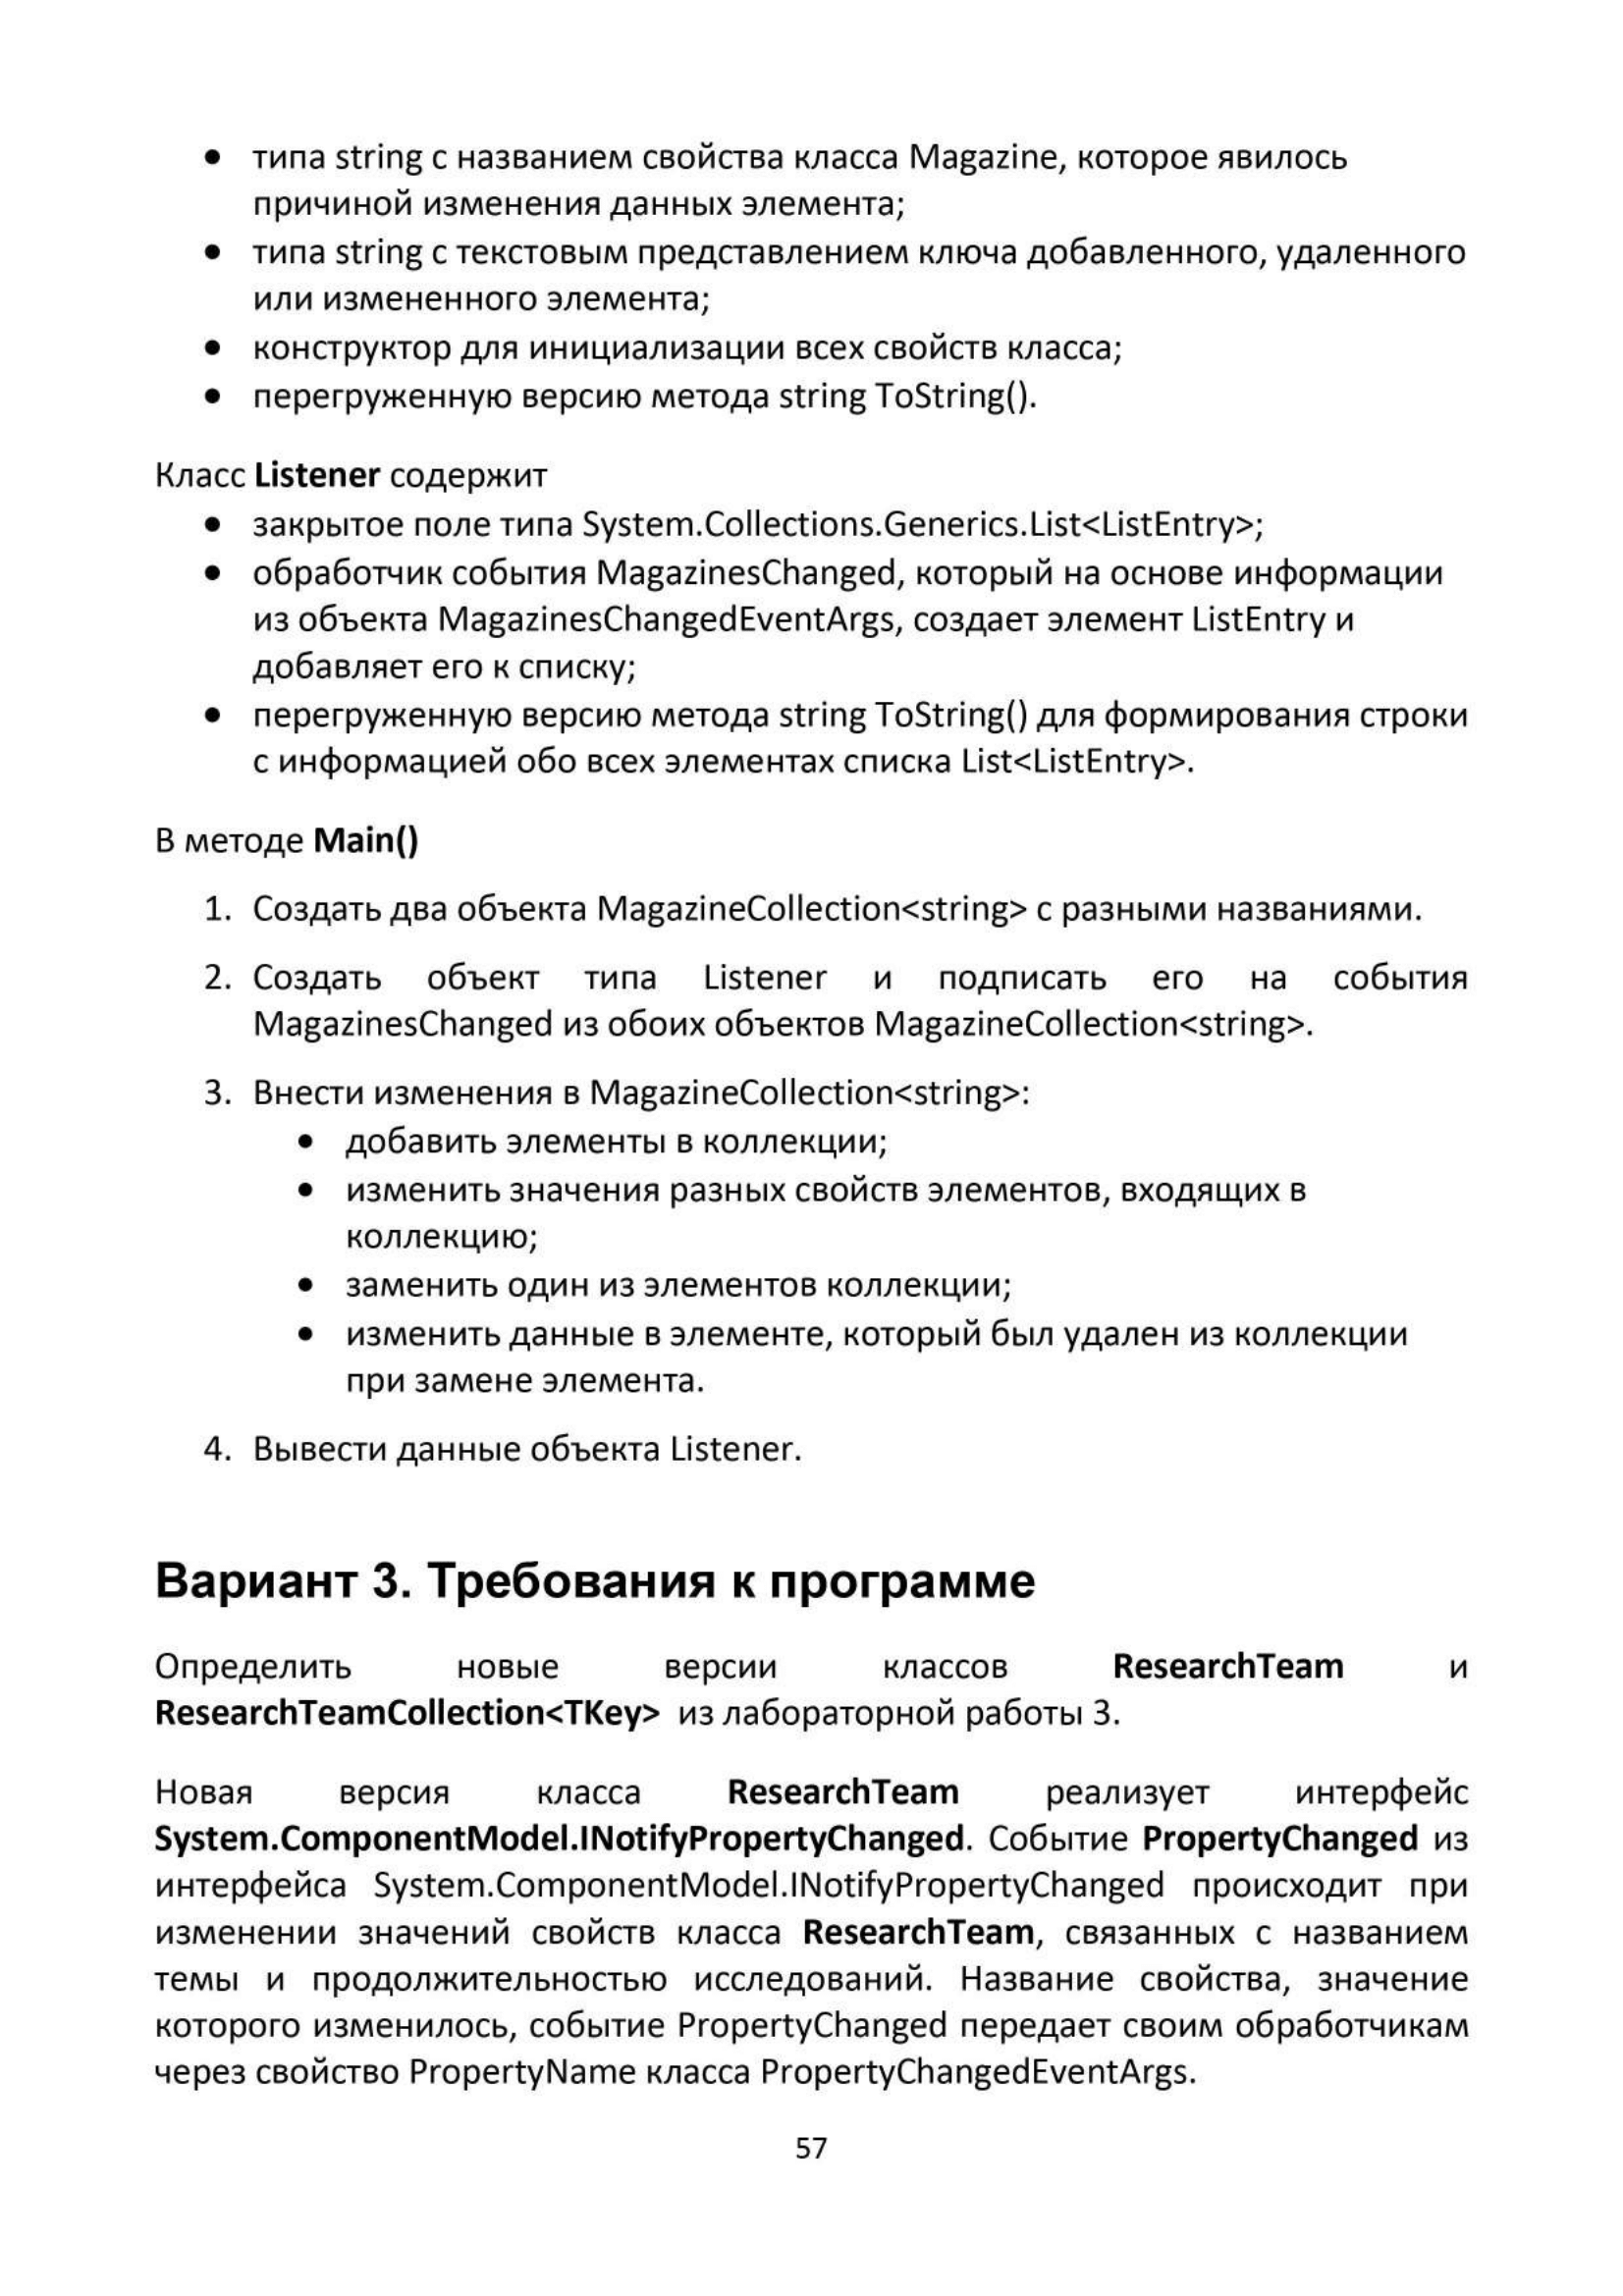 • типа string с названием свойства класса Magazine, которое явилось
причиной изменения данных элемента;
• типа string с текстовым представлением ключа добавленного, удаленного
или измененного элемента;
• конструктор для инициализации всех свойств класса;
• перегруженную версию метода string ToString().
Класс Listener содержит
• закрытое поле типа System.Collections.Generics.List<ListEntry>;
• обработчик события MagazinesChanged, который на основе информации
из объекта MagazinesChangedEventArgs, создает элемент ListEntry и
добавляет его к списку;
• перегруженную версию метода string ToString() для формирования строки
с информацией обо всех элементах списка List<ListEntry>.
В методе Main()
1. Создать два объекта MagazineCollection<string> с разными названиями.
2. Создать объект типа Listener и подписать его на события
MagazinesChanged из обоих объектов MagazineCollection<string>.
3. Внести изменения в MagazineCollection<string>:
• добавить элементы в коллекции;
• изменить значения разных свойств элементов, входящих в
коллекцию;
• заменить один из элементов коллекции;
• изменить данные в элементе, который был удален из коллекции
при замене элемента.
4. Вывести данные объекта Listener.
Вариант 3. Требования к программе
Определить новые версии классов ResearchTeam и
ResearchTeamCollection<TKey> из лабораторной работы 3.
Новая версия класса ResearchTeam реализует интерфейс
System.ComponentModel.INotifyPropertyChanged. Событие PropertyChanged из
интерфейса System.ComponentModel.INotifyPropertyChanged происходит при
изменении значений свойств класса ResearchTeam, связанных с названием
темы и продолжительностью исследований. Название свойства, значение
которого изменилось, событие PropertyChanged передает своим обработчикам
через свойство PropertyName класса PropertyChangedEventArgs.
57